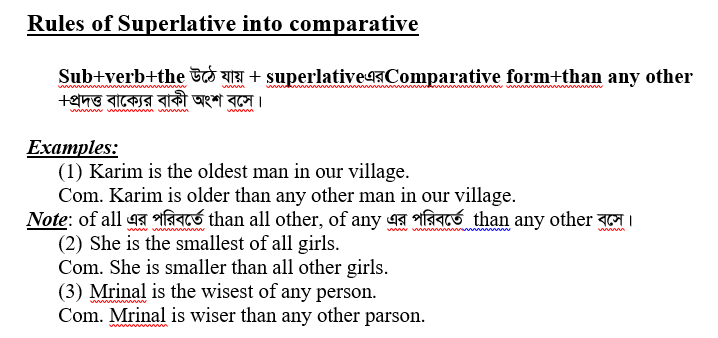 Rules of Superlative into comparative
Sub+verb+the উঠে যায় + superlativeএরComparative form+than any other
+প্রদত্ত বাক্যের বাকী অংশ বসে।
Examples:
(1) Karim is the oldest man in our village.
Com. Karim is older than any other man in our village.
Note: of all এর পরিবর্তে than all other, of any এর পরিবর্তে than any other বসে।
(2) She is the smallest of all girls.
Com. She is smaller than all other girls.
(3) Mrinal is the wisest of any person.
Com. Mrinal is wiser than any other parson.